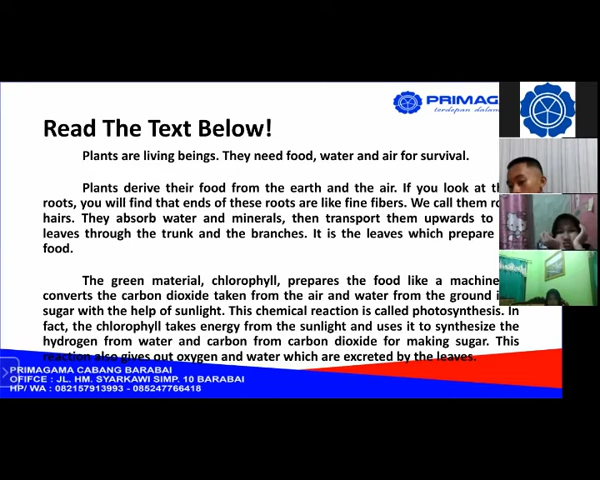 PRIMAG
terdepan dalam
Read The Text Below!
Plants are living beings. They need food, water and air for survival.
Plants derive their food from the earth and the air. If you look at
roots, you will find that ends of these roots are like fine fibers. We call them
hairs. They absorb water and minerals, then transport them upwards to
leaves through the trunk and the branches. It is the leaves which prepare
food.
The green material, chlorophyll, prepares the food like a machine
converts the carbon dioxide taken from the air and water from the ground
sugar with the help of sunlight. This chemical reaction is called photosynthesis. In
fact, the chlorophyll takes energy from the sunlight and uses it to synthesize the
hydrogen from water and carbon from carbon dioxide for making sugar. This
reaction also gives out oxygen and water which are excreted by the leaves.
PRIMAGAMA CABANG BARABAI
OFIFCE : JL. HM. SYARKAWI SIMP. 10 BARABAI
HP/ WA : 082157913993 - 085247766418